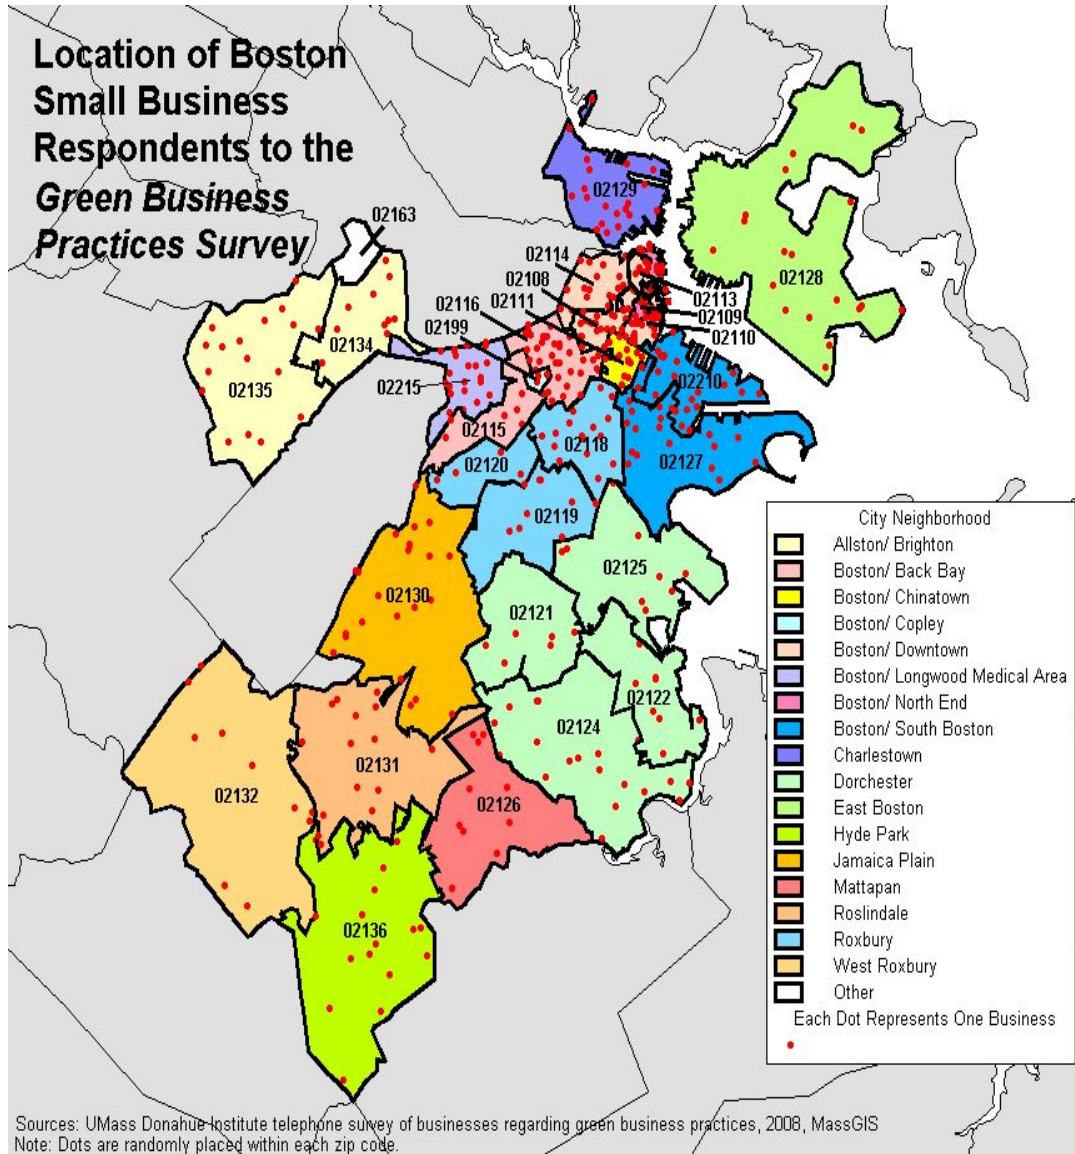 Location of Boston
Small Business
Respondents to the
Green Business
Practices Survey
02163
02129
02114
02108
02116
02111
02199
02113
02109
02110
02128
02134
02135
02215
02210
02115
02118
02127
02120
02119
02125
02130
02121
02122
02124
02131
02132
02126
02136
City Neighborhood
Allston/ Brighton
Boston/ Back Bay
Boston/ Chinatown
Boston/ Copley
Boston/ Downtown
Boston/ Longwood Medical Area
Boston/ North End
Boston/ South Boston
Charlestown
Dorchester
East Boston
Hyde Park
Jamaica Plain
Mattapan
Roslindale
Roxbury
West Roxbury
Other
Each Dot Represents One Business
Sources: UMass Donahue Institute telephone survey of businesses regarding green business practices, 2008, MassGIS
Note: Dots are randomly placed within each zip code.